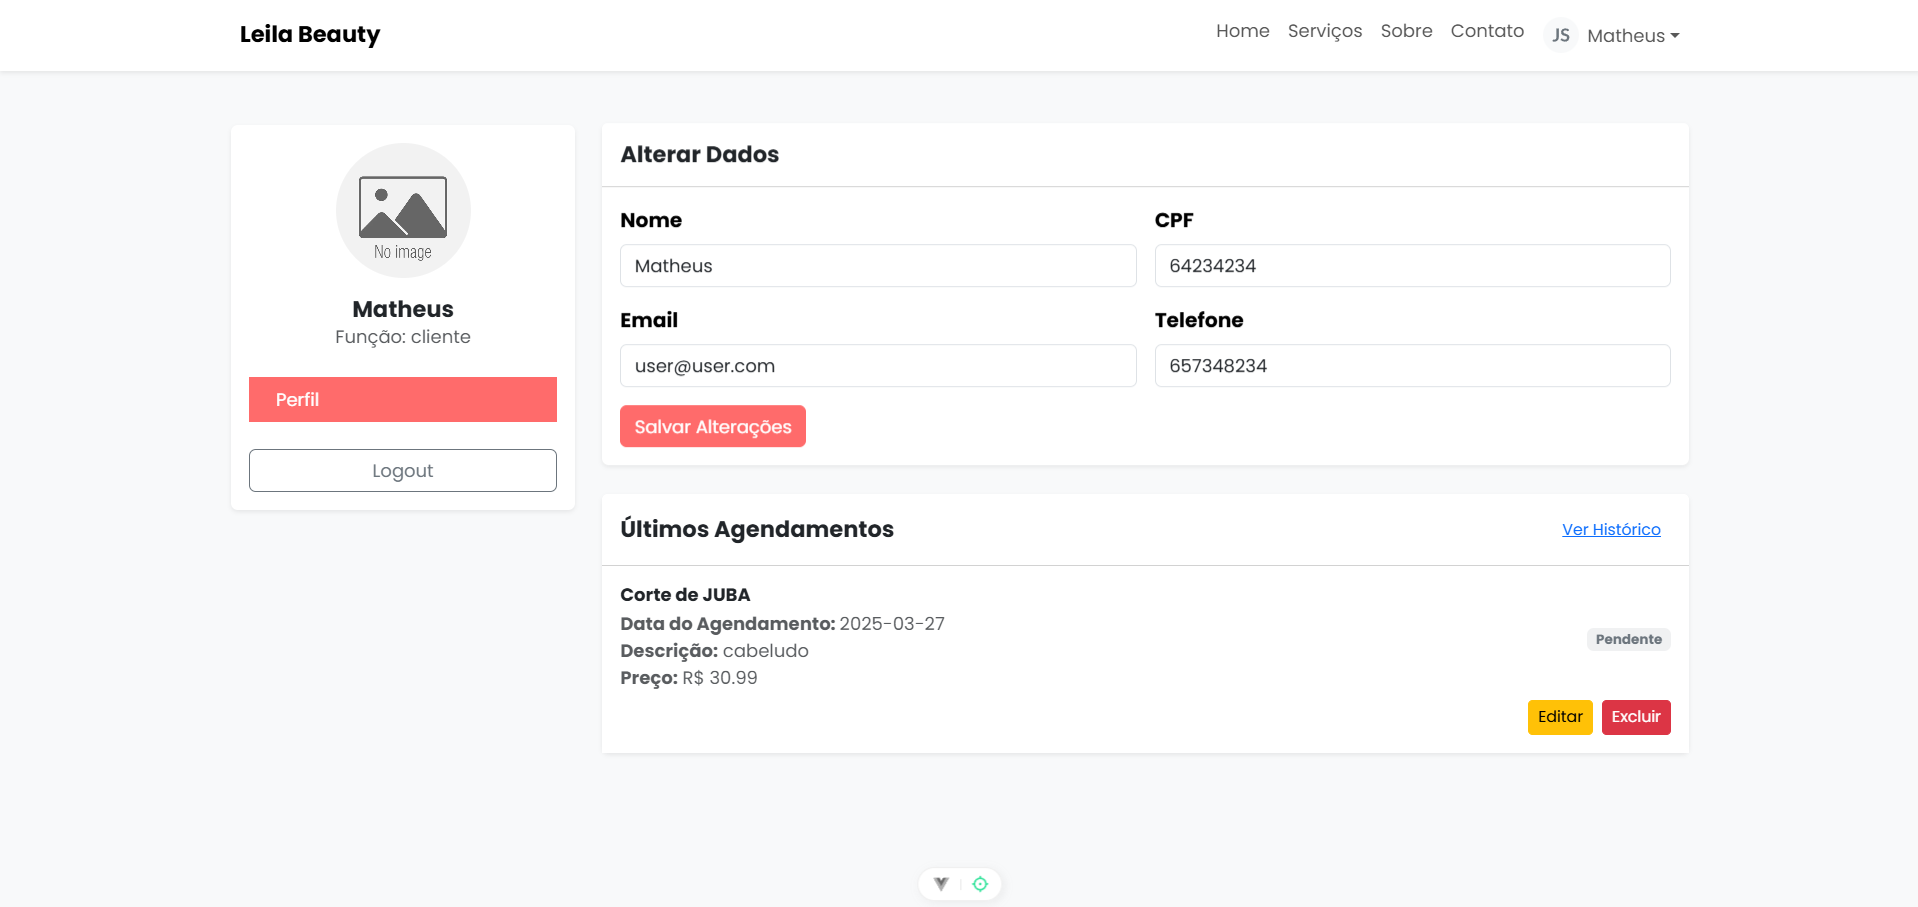 Leila Beauty
Home Serviços Sobre Contato JS Matheus
No image
Matheus
Função: cliente
Perfil
Logout
Alterar Dados
Nome
Matheus
CPF
64234234
Email
user@user.com
Telefone
657348234
Salvar Alterações
Últimos Agendamentos
Ver Histórico
Corte de JUBA
Data do Agendamento: 2025-03-27
Descrição: cabeludo
Preço: R$ 30.99
Pendente
Editar Excluir